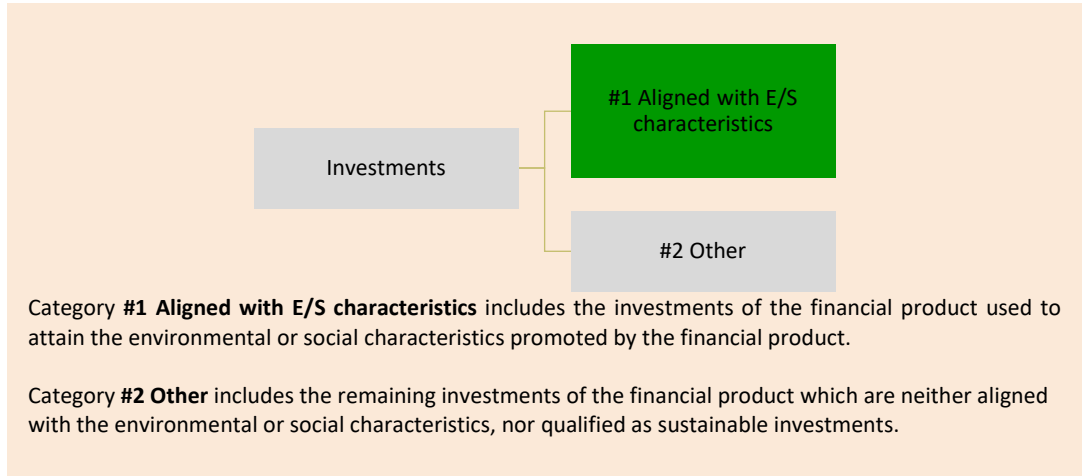 #1 Aligned with E/S
characteristics
Investments
#2 Other
Category #1 Aligned with E/S characteristics includes the investments of the financial product used to
attain the environmental or social characteristics promoted by the financial product.
Category #2 Other includes the remaining investments of the financial product which are neither aligned
with the environmental or social characteristics, nor qualified as sustainable investments.